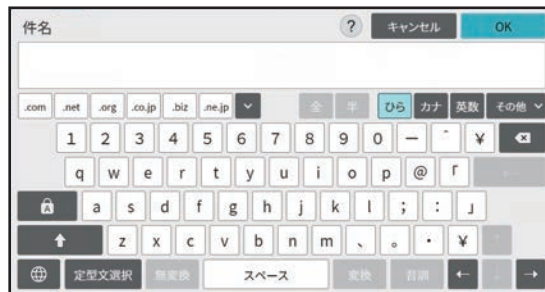 件名 ? キャンセル OK
.com .net .org .co.jp .biz .ne.jp 全 半 ひら カナ 英数 その他
1 2 3 4 5 6 7 8 9 0 ー ＾ ￥
q w e r t y u i o p @ 「
A a s d f g h j k l ; : 」
z x c v b n m 、 。 ・ ￥
定型文選択 無変換 スペース 変換 音訓 ← ↓ →